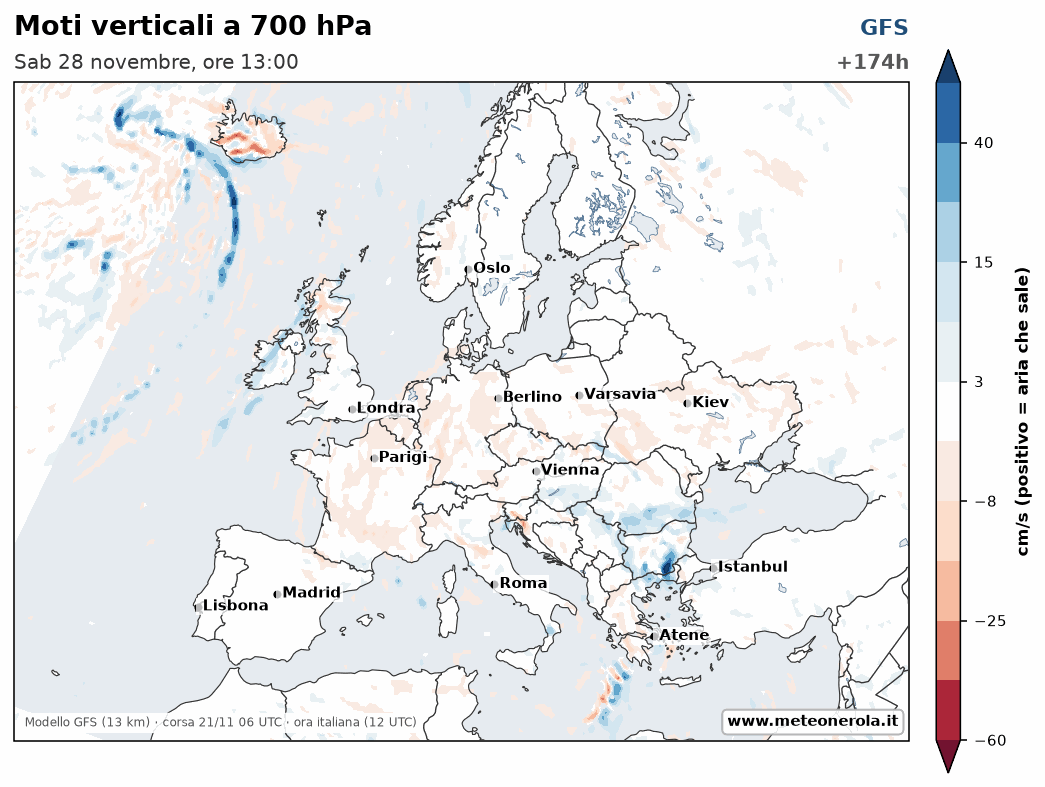 Moti verticali a 700 hPa
GFS
Sab 28 novembre, ore 13:00
+174h
Oslo
Londra
Berlino
Varsavia
Kiev
Parigi
Vienna
Istanbul
Roma
Madrid
Lisbona
Atene
Modello GFS (13 km) · corsa 21/11 06 UTC · ora italiana (12 UTC)
www.meteonerola.it
40
15
3
−8
−25
−60
cm/s (positivo = aria che sale)